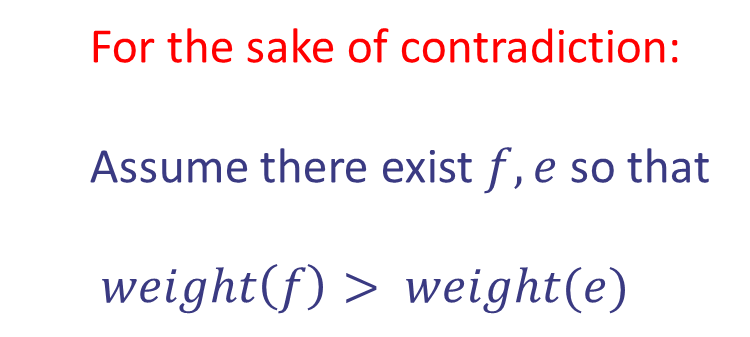 For the sake of contradiction:
Assume there exist 𝑓, 𝑒 so that
𝑤𝑒𝑖𝑔ℎ𝑡(𝑓) > 𝑤𝑒𝑖𝑔ℎ𝑡(𝑒)